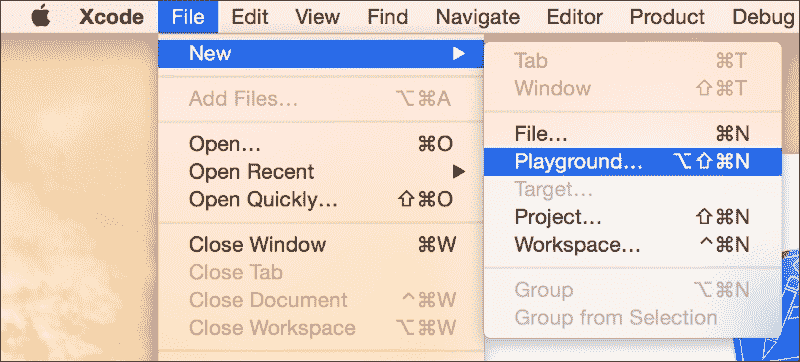 Xcode File Edit View Find Navigate Editor Product Debug
New ▶
Add Files... ⌥⌘A
Open... ⌘O
Open Recent ▶
Open Quickly... ⇧⌘O
Close Window ⌘W
Close Tab
Close Document ^⌘W
Close Workspace ⌥⌘W
Tab ⌘T
Window ⇧⌘T
File... ⌘N
Playground... ⌥⇧⌘N
Target...
Project... ⇧⌘N
Workspace... ^⌘N
Group ⌥⌘N
Group from Selection